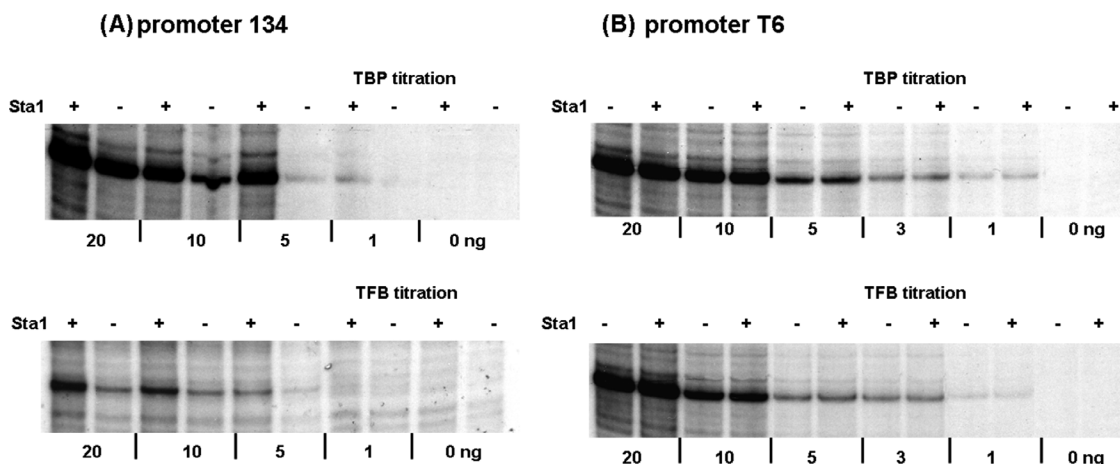 (A) promoter 134
TBP titration
Sta1 + - + - + - + - + -
20 | 10 | 5 | 1 | 0 ng
TFB titration
Sta1 + - + - + - + - + -
20 | 10 | 5 | 1 | 0 ng
(B) promoter T6
TBP titration
Sta1 - + - + - + - + - + - +
20 | 10 | 5 | 3 | 1 | 0 ng
TFB titration
Sta1 - + - + - + - + - + - +
20 | 10 | 5 | 3 | 1 | 0 ng